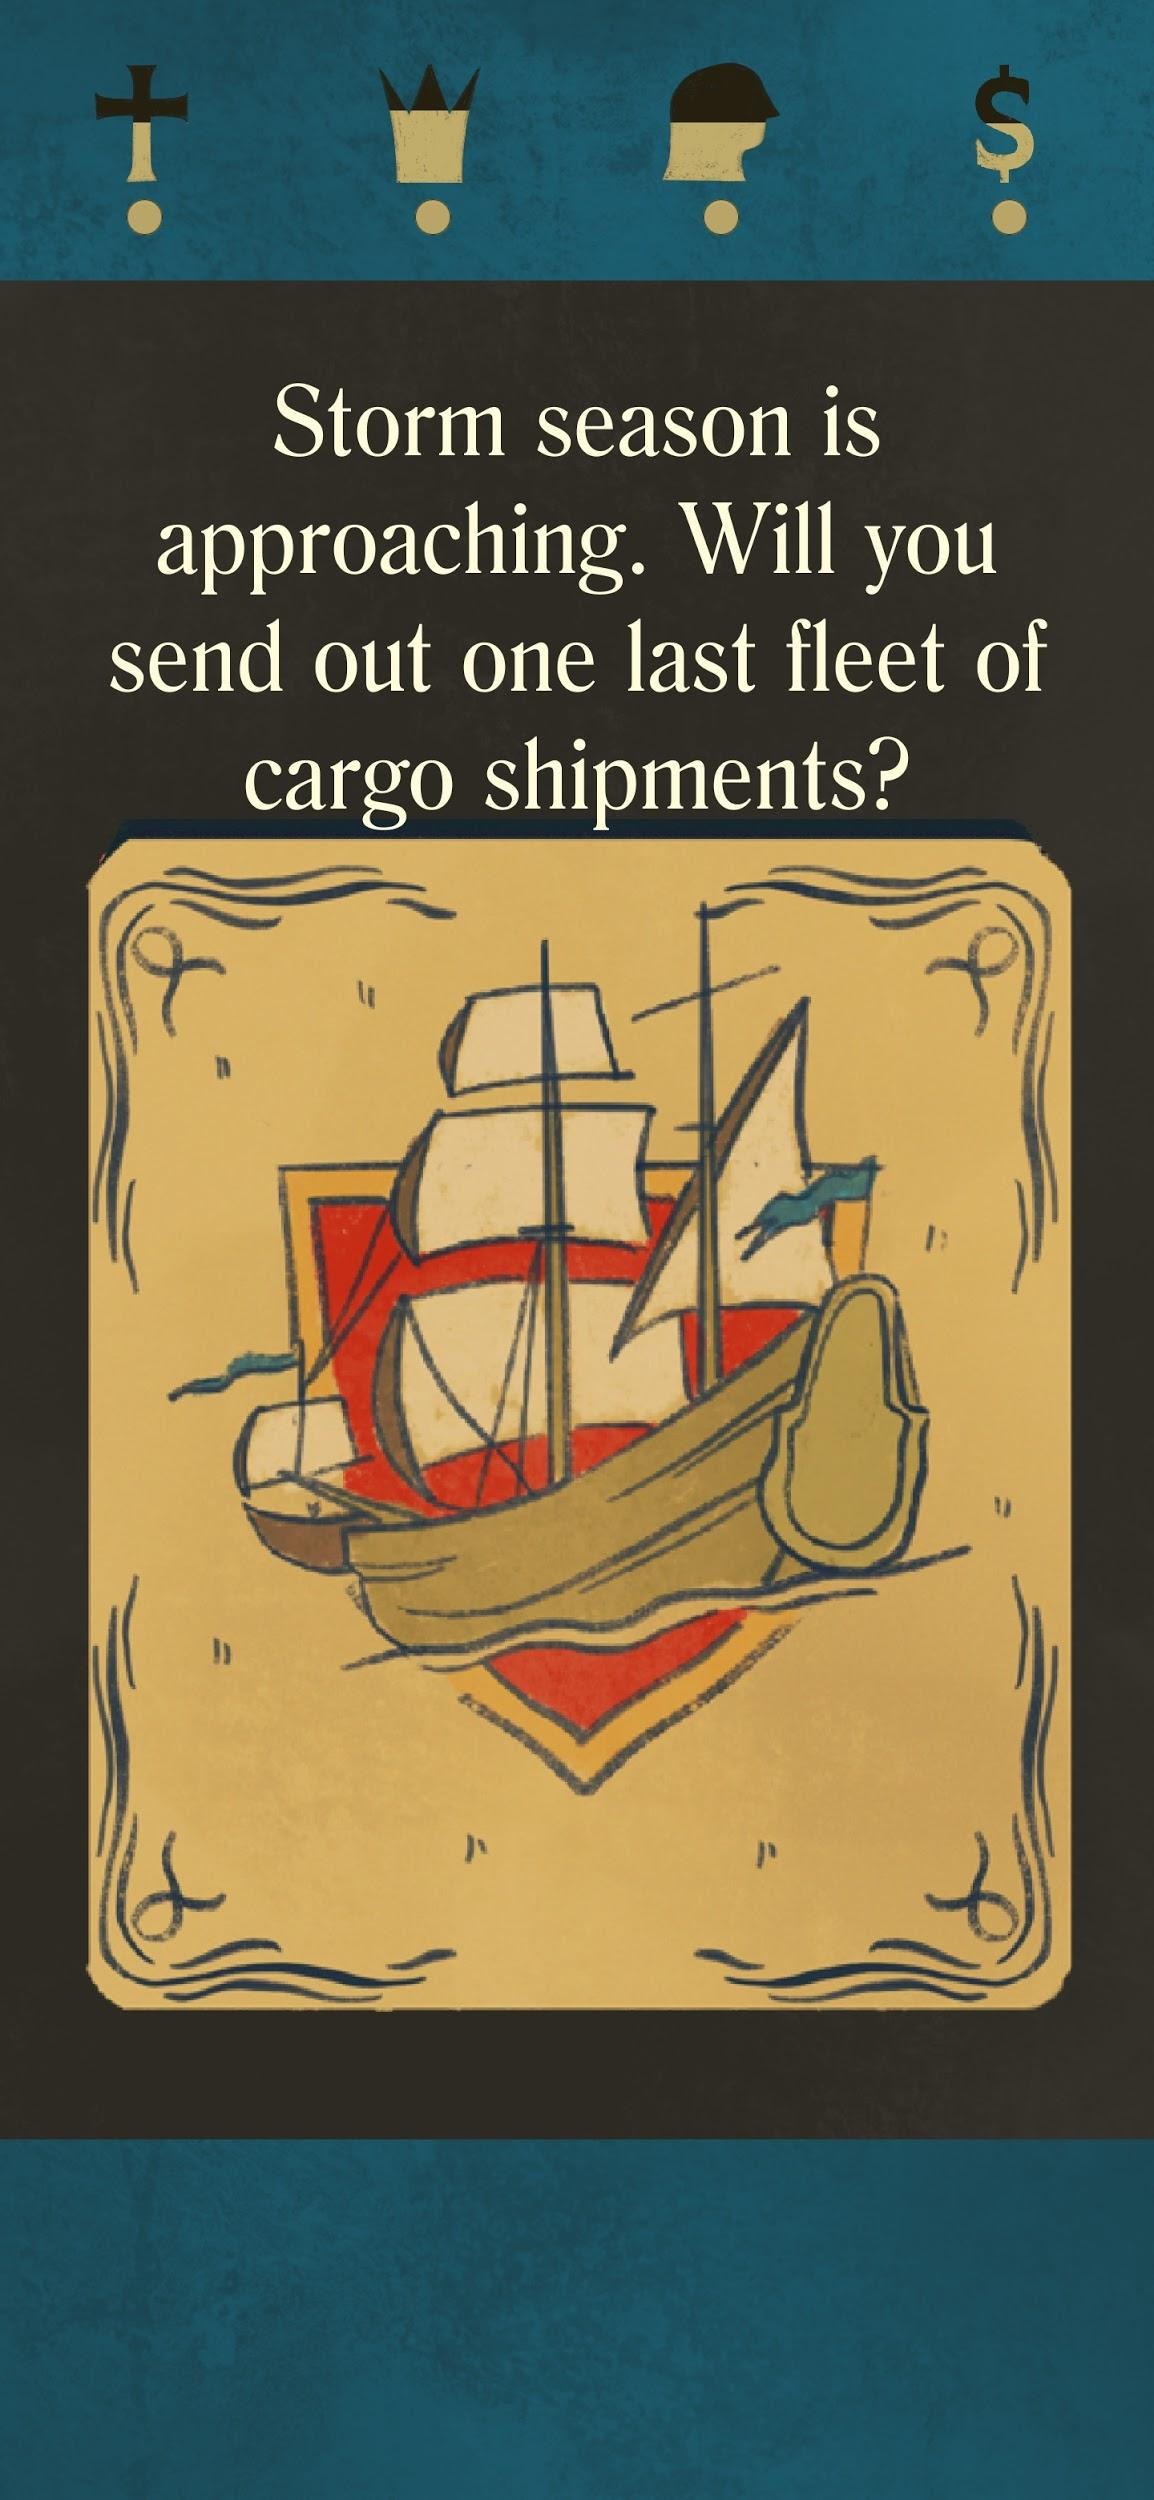 $
Storm season is
approaching. Will you
send out one last fleet of
cargo shipments?